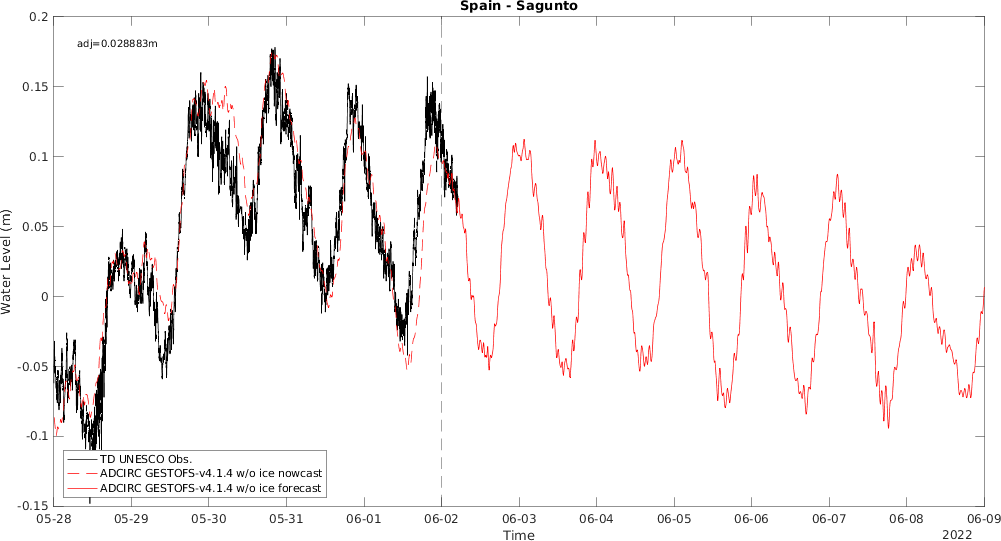 Spain - Sagunto
adj=0.028883m
Water Level (m)
0.2
0.15
0.1
0.05
0
-0.05
-0.1
-0.15
TD UNESCO Obs.
ADCIRC GESTOFS-v4.1.4 w/o ice nowcast
ADCIRC GESTOFS-v4.1.4 w/o ice forecast
05-28 05-29 05-30 05-31 06-01 06-02 06-03 06-04 06-05 06-06 06-07 06-08 06-09
2022
Time